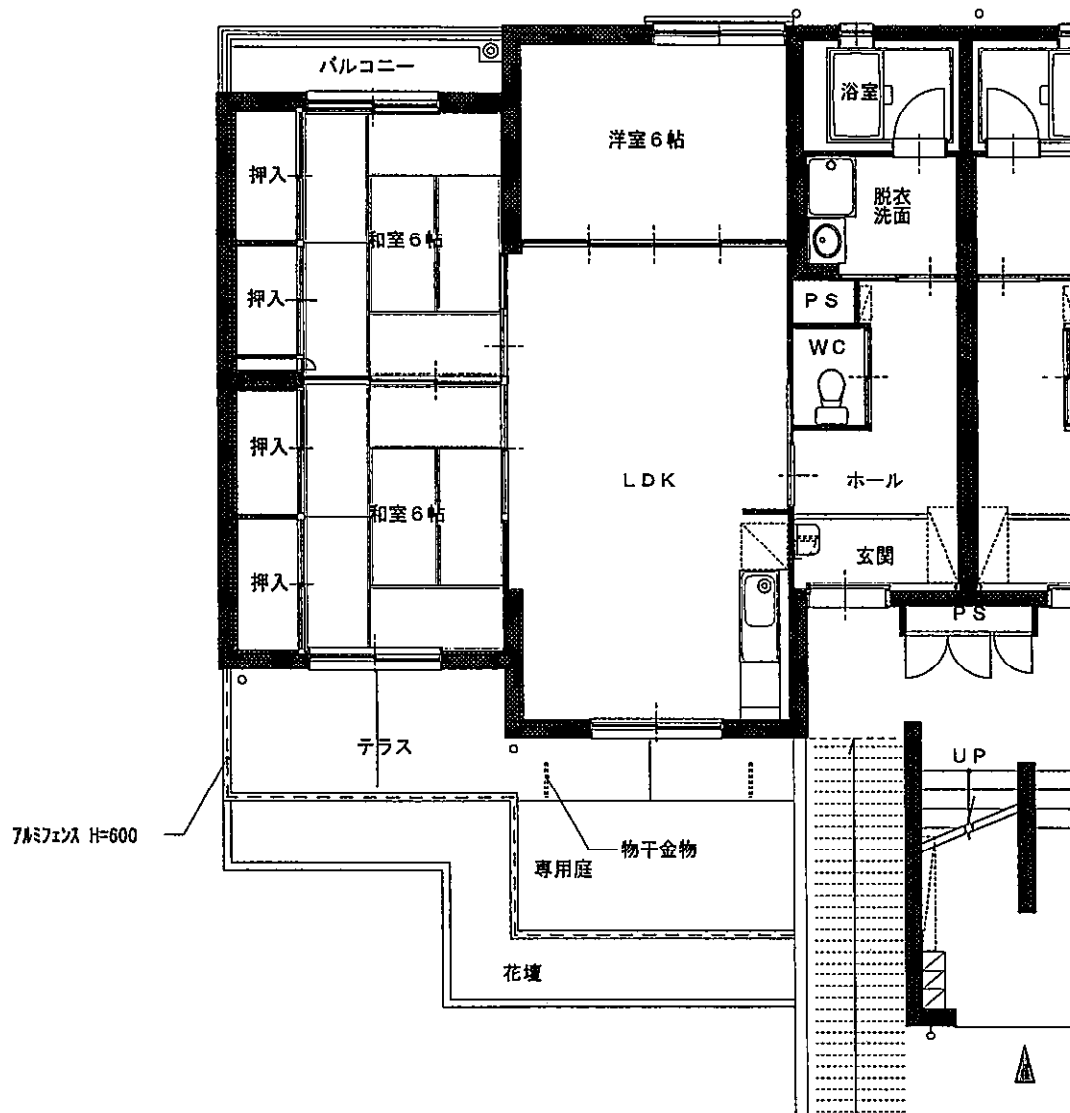 バルコニー
浴室
洋室6帖
押入
脱衣
洗面
和室6帖
押入
PS
WC
押入
LDK
ホール
和室6帖
玄関
押入
PS
テラス
UP
アルミフェンス H=600
物干金物
専用庭
花壇